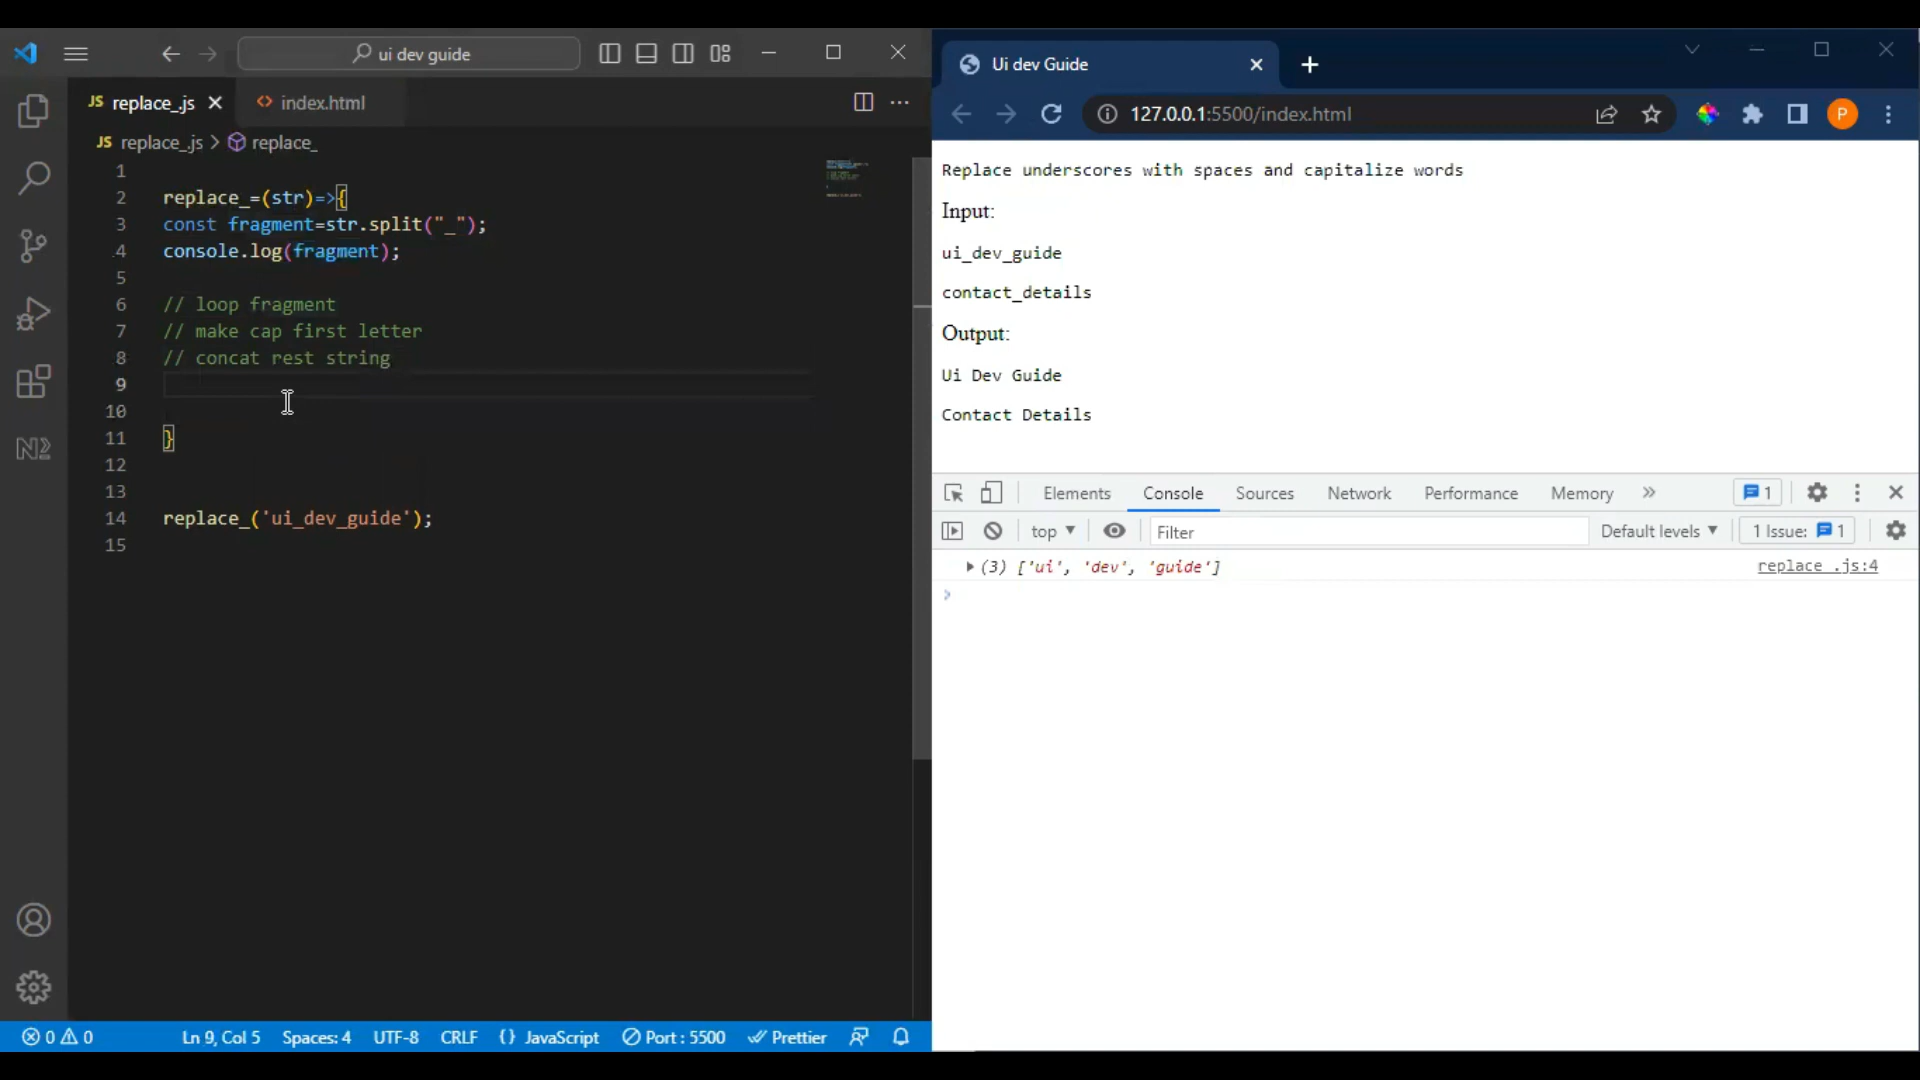 ui dev guide
JS replace_.js
<> index.html
JS replace_.js > replace_
1
2 replace_=(str)=>{
3 const fragment=str.split("_");
4 console.log(fragment);
5
6 // loop fragment
7 // make cap first letter
8 // concat rest string
9
10
11 }
12
13
14 replace_('ui_dev_guide');
15
0 0
Ln 9, Col 5
Spaces: 4
UTF-8
CRLF
{} JavaScript
Port : 5500
Prettier
Ui dev Guide
127.0.0.1:5500/index.html
P
Replace underscores with spaces and capitalize words
Input:
ui_dev_guide
contact_details
Output:
Ui Dev Guide
Contact Details
Elements Console Sources Network Performance Memory » 1
top Filter Default levels 1 Issue: 1
(3) ['ui', 'dev', 'guide'] replace_.js:4